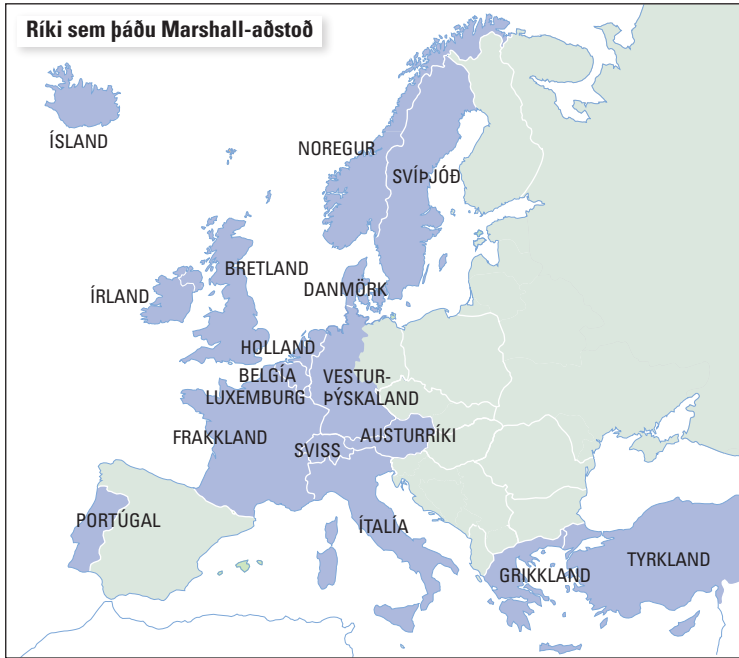 Ríki sem þáðu Marshall-aðstoð
ÍSLAND
NOREGUR
SVÍÞJÓÐ
BRETLAND
DANMÖRK
ÍRLAND
HOLLAND
BELGÍA
LUXEMBURG
VESTUR-
ÞÝSKALAND
FRAKKLAND
AUSTURRÍKI
SVISS
PORTÚGAL
ÍTALÍA
GRIKKLAND
TYRKLAND